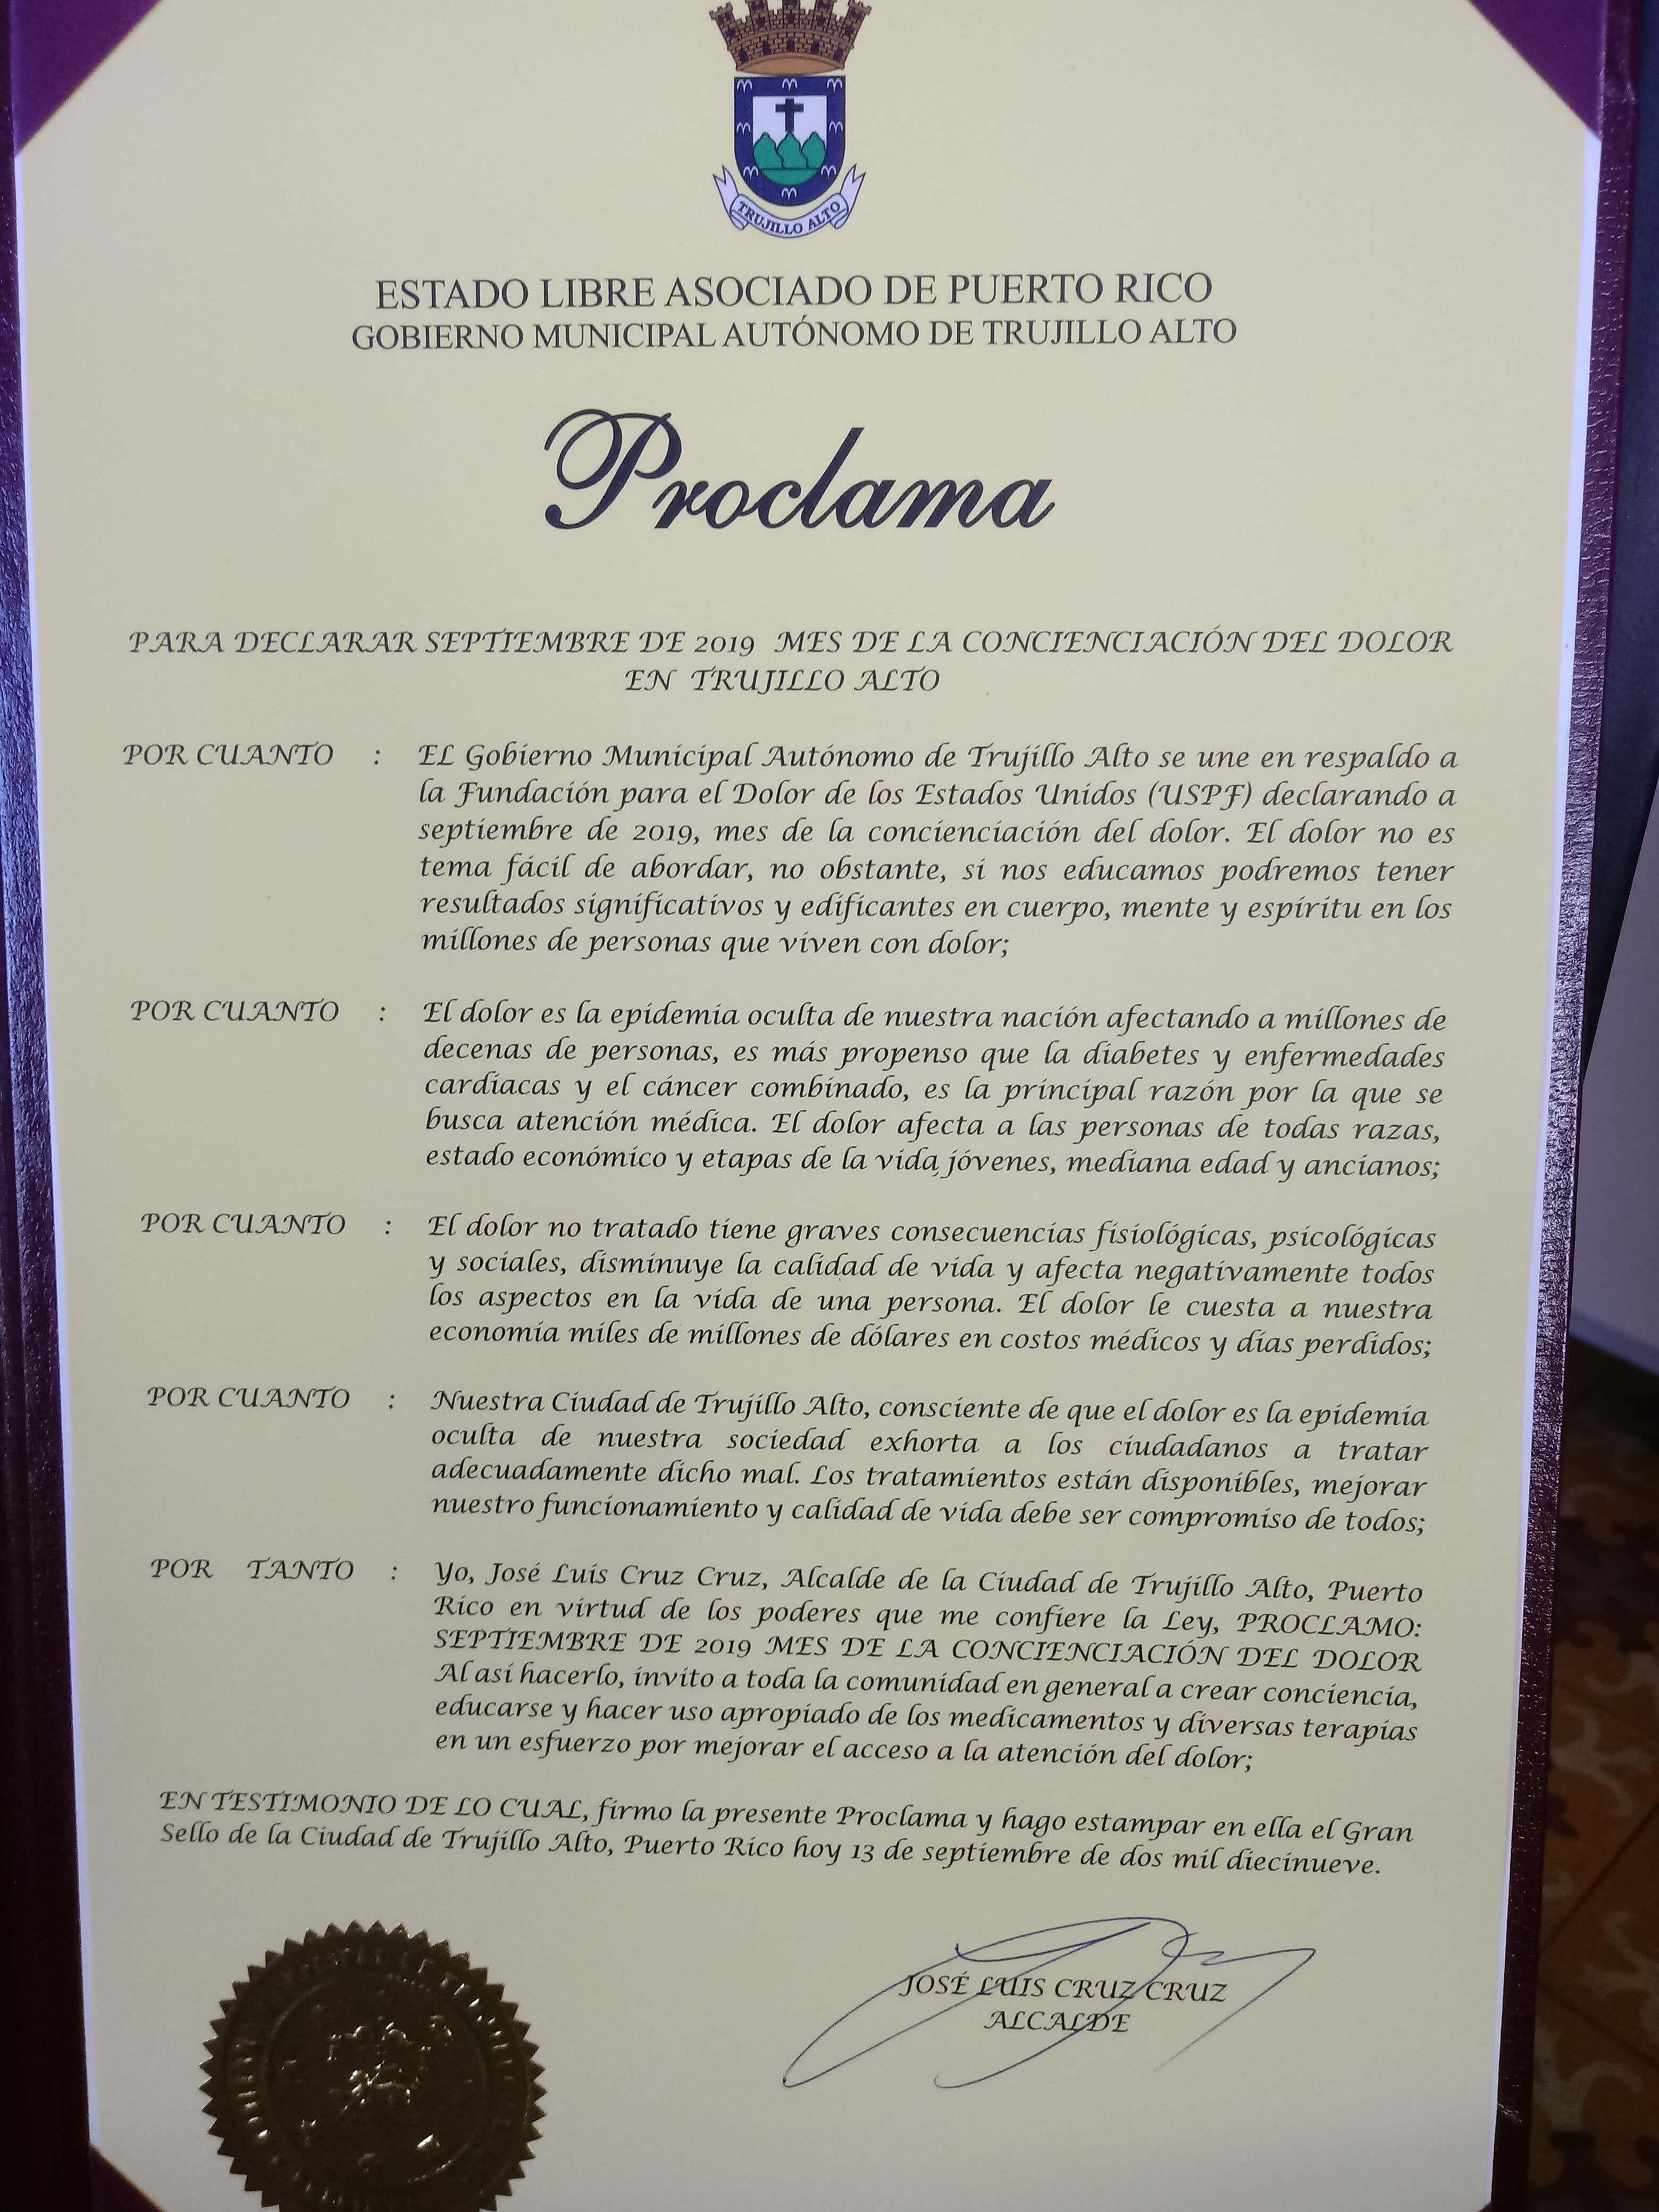 TRUJILLO ALTO
ESTADO LIBRE ASOCIADO DE PUERTO RICO
GOBIERNO MUNICIPAL AUTÓNOMO DE TRUJILLO ALTO
Proclama
PARA DECLARAR SEPTIEMBRE DE 2019 MES DE LA CONCIENCIACIÓN DEL DOLOR
EN TRUJILLO ALTO
POR CUANTO : EL Gobierno Municipal Autónomo de Trujillo Alto se une en respaldo a
la Fundación para el Dolor de los Estados Unidos (USPF) declarando a
septiembre de 2019, mes de la concienciación del dolor. El dolor no es
tema fácil de abordar, no obstante, si nos educamos podremos tener
resultados significativos y edificantes en cuerpo, mente y espíritu en los
millones de personas que viven con dolor;
POR CUANTO : El dolor es la epidemia oculta de nuestra nación afectando a millones de
decenas de personas, es más propenso que la diabetes y enfermedades
cardíacas y el cáncer combinado, es la principal razón por la que se
busca atención médica. El dolor afecta a las personas de todas razas,
estado económico y etapas de la vida, jóvenes, mediana edad y ancianos;
POR CUANTO : El dolor no tratado tiene graves consecuencias fisiológicas, psicológicas
y sociales, disminuye la calidad de vida y afecta negativamente todos
los aspectos en la vida de una persona. El dolor le cuesta a nuestra
economía miles de millones de dólares en costos médicos y días perdidos;
POR CUANTO : Nuestra Ciudad de Trujillo Alto, consciente de que el dolor es la epidemia
oculta de nuestra sociedad exhorta a los ciudadanos a tratar
adecuadamente dicho mal. Los tratamientos están disponibles, mejorar
nuestro funcionamiento y calidad de vida debe ser compromiso de todos;
POR TANTO : Yo, José Luis Cruz Cruz, Alcalde de la Ciudad de Trujillo Alto, Puerto
Rico en virtud de los poderes que me confiere la Ley, PROCLAMO:
SEPTIEMBRE DE 2019 MES DE LA CONCIENCIACIÓN DEL DOLOR
Al así hacerlo, invito a toda la comunidad en general a crear conciencia,
educarse y hacer uso apropiado de los medicamentos y diversas terapias
en un esfuerzo por mejorar el acceso a la atención del dolor;
EN TESTIMONIO DE LO CUAL, firmo la presente Proclama y hago estampar en ella el Gran
Sello de la Ciudad de Trujillo Alto, Puerto Rico hoy 13 de septiembre de dos mil diecinueve.
JOSÉ LUIS CRUZ CRUZ
ALCALDE